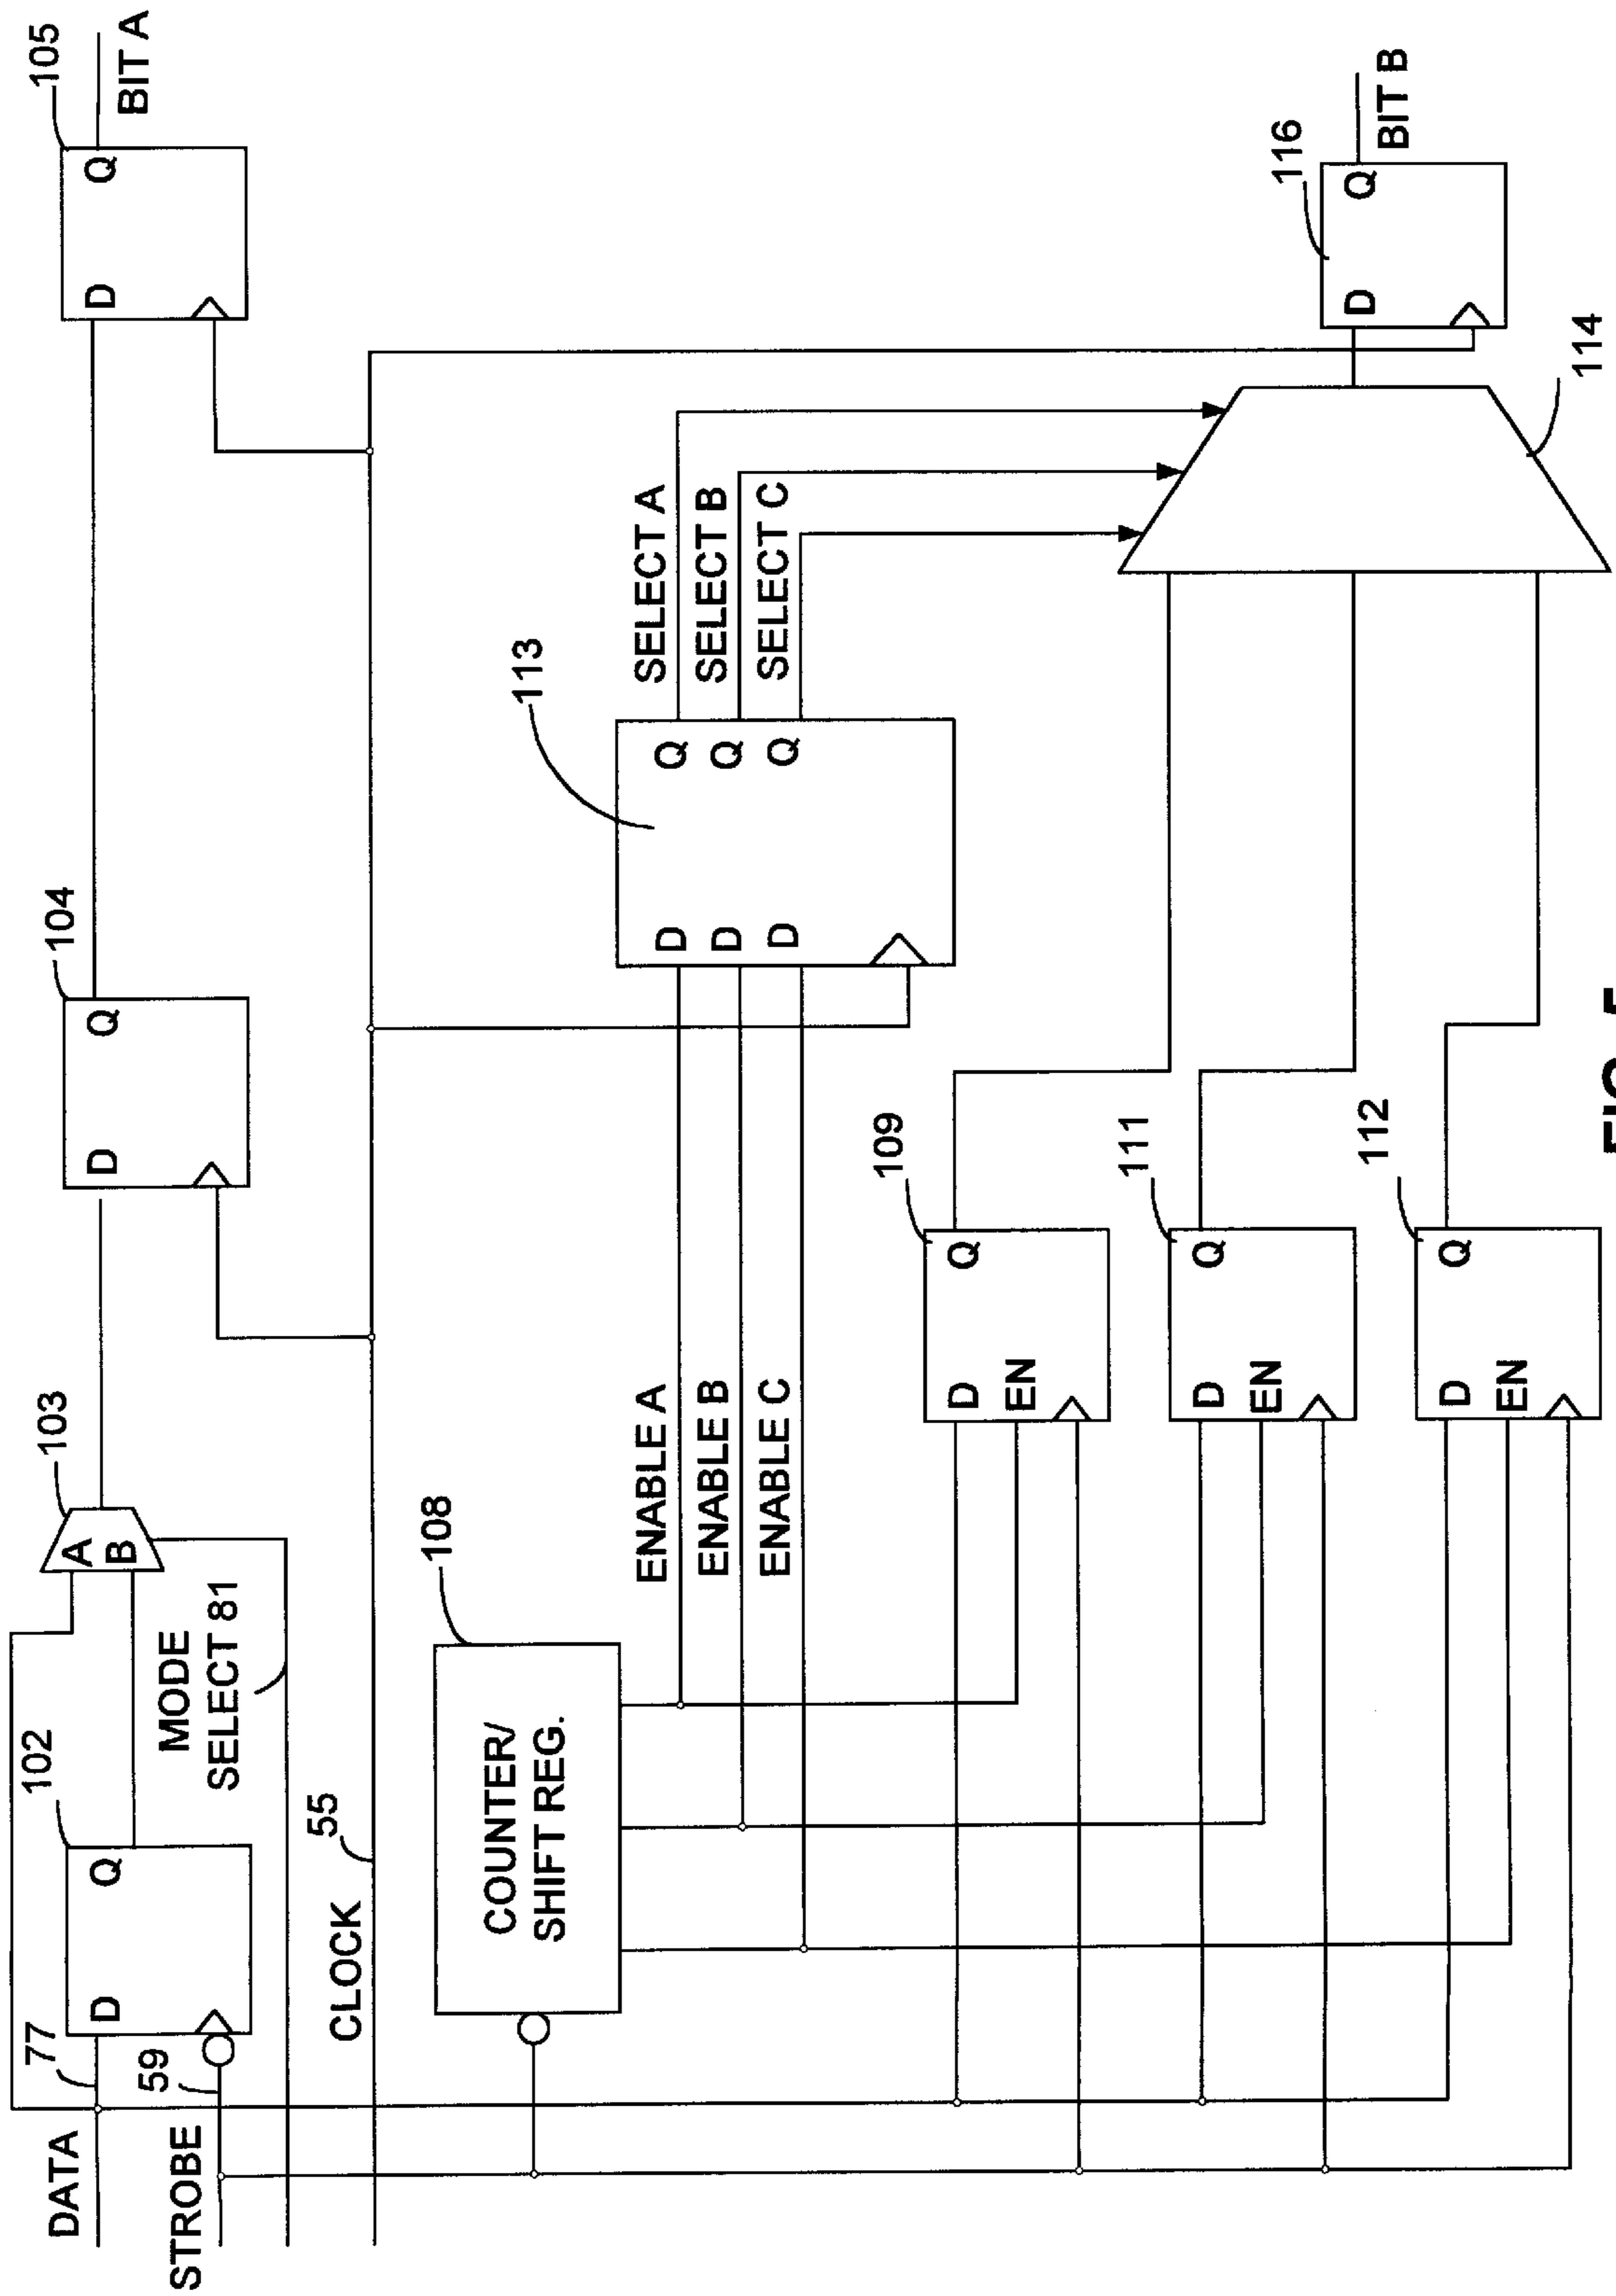 DATA
77
STROBE
59
D
Q
102
MODE
SELECT 81
A
B
103
D
Q
104
D
Q
105
BIT A
CLOCK
55
COUNTER/
SHIFT REG.
108
ENABLE A
ENABLE B
ENABLE C
D
D
D
Q
Q
Q
113
SELECT A
SELECT B
SELECT C
D
EN
Q
109
D
EN
Q
111
D
EN
Q
112
114
D
Q
116
BIT B